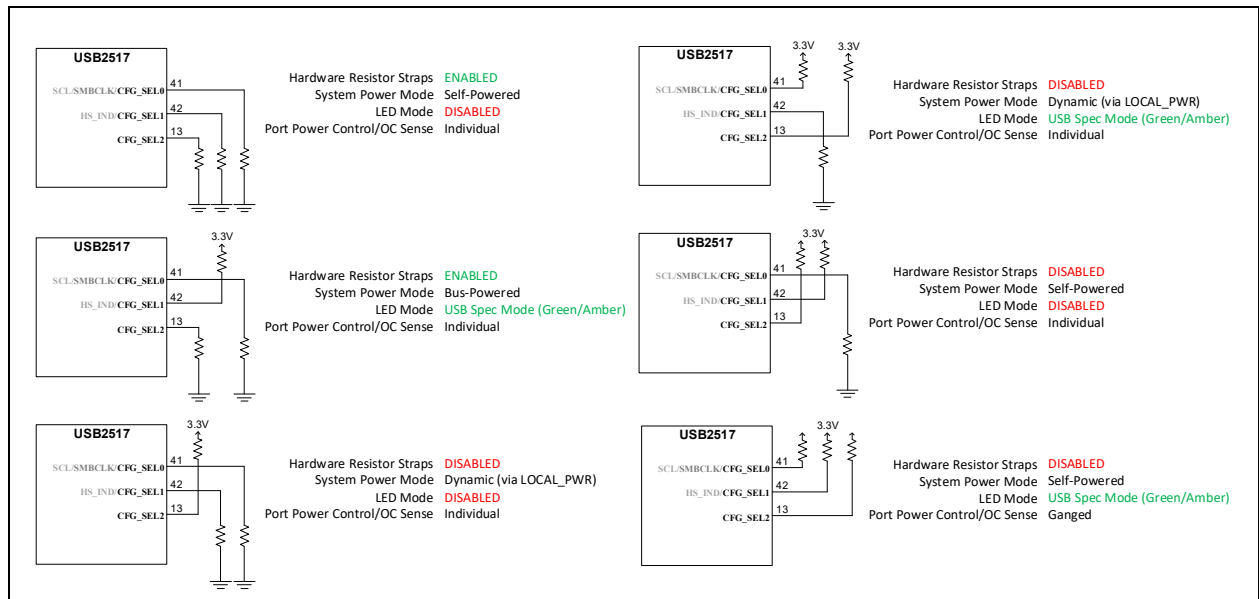 USB2517
SCL/SMBCLK/CFG_SEL0 41
HS_IND/CFG_SEL1 42
CFG_SEL2 13
Hardware Resistor Straps ENABLED
System Power Mode Self-Powered
LED Mode DISABLED
Port Power Control/OC Sense Individual
3.3V 3.3V
USB2517
SCL/SMBCLK/CFG_SEL0 41
HS_IND/CFG_SEL1 42
CFG_SEL2 13
Hardware Resistor Straps DISABLED
System Power Mode Dynamic (via LOCAL_PWR)
LED Mode USB Spec Mode (Green/Amber)
Port Power Control/OC Sense Individual
3.3V
USB2517
SCL/SMBCLK/CFG_SEL0 41
HS_IND/CFG_SEL1 42
CFG_SEL2 13
Hardware Resistor Straps ENABLED
System Power Mode Bus-Powered
LED Mode USB Spec Mode (Green/Amber)
Port Power Control/OC Sense Individual
3.3V
USB2517
SCL/SMBCLK/CFG_SEL0 41
HS_IND/CFG_SEL1 42
CFG_SEL2 13
Hardware Resistor Straps DISABLED
System Power Mode Self-Powered
LED Mode DISABLED
Port Power Control/OC Sense Individual
3.3V
USB2517
SCL/SMBCLK/CFG_SEL0 41
HS_IND/CFG_SEL1 42
CFG_SEL2 13
Hardware Resistor Straps DISABLED
System Power Mode Dynamic (via LOCAL_PWR)
LED Mode DISABLED
Port Power Control/OC Sense Individual
3.3V
USB2517
SCL/SMBCLK/CFG_SEL0 41
HS_IND/CFG_SEL1 42
CFG_SEL2 13
Hardware Resistor Straps DISABLED
System Power Mode Self-Powered
LED Mode USB Spec Mode (Green/Amber)
Port Power Control/OC Sense Ganged